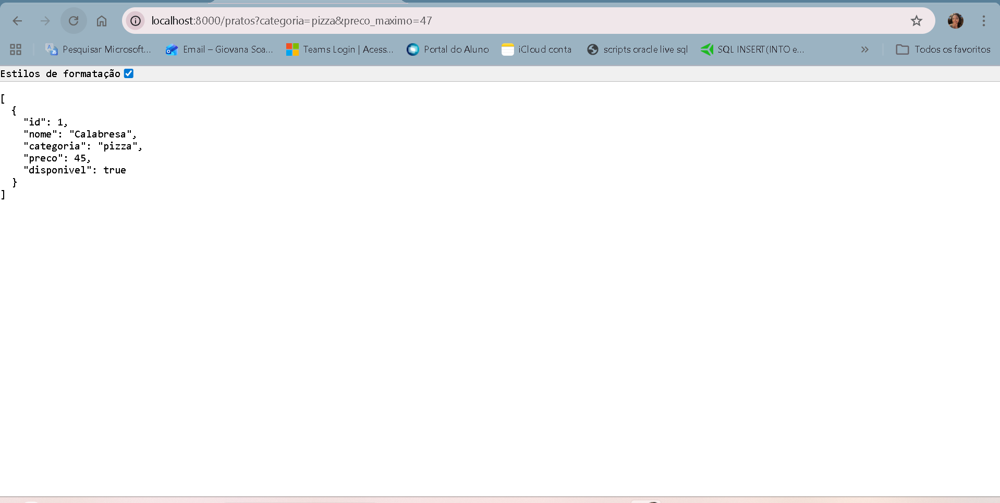 localhost:8000/pratos?categoria=pizza&preco_maximo=47
Pesquisar Microsoft... Email – Giovana Soa... Teams Login | Acess... Portal do Aluno iCloud conta scripts oracle live sql SQL INSERT(INTO e... » Todos os favoritos
Estilos de formatação
[
  {
    "id": 1,
    "nome": "Calabresa",
    "categoria": "pizza",
    "preco": 45,
    "disponivel": true
  }
]